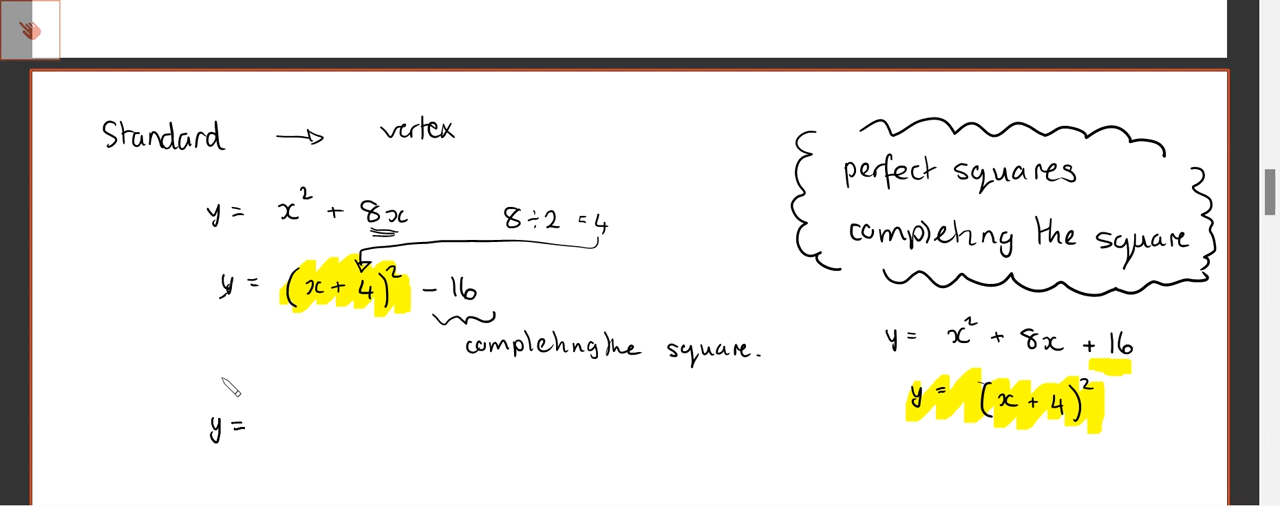 Standard → vertex
y = x² + 8x 8÷2 = 4
y = (x + 4)² - 16
completing the square.
y =
perfect squares
completing the square
y = x² + 8x + 16
y = (x + 4)²